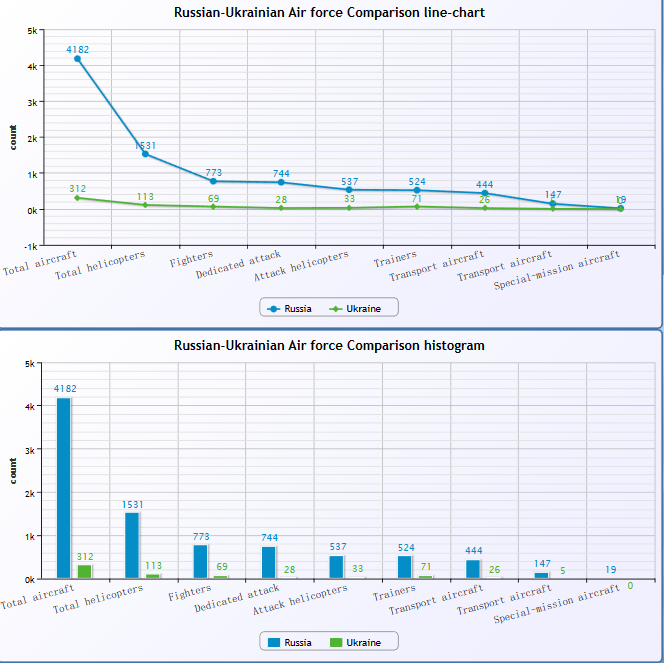 Russian-Ukrainian Air force Comparison line-chart
5k
4k
3k
2k
1k
0k
-1k
count
4182
1531
773
744
537
524
444
147
19
312
113
69
28
33
71
26
5
0
Total aircraft
Total helicopters
Fighters
Dedicated attack
Attack helicopters
Trainers
Transport aircraft
Transport aircraft
Special-mission aircraft
Russia Ukraine
Russian-Ukrainian Air force Comparison histogram
5k
4k
3k
2k
1k
0k
count
4182
312
1531
113
773
69
744
28
537
33
524
71
444
26
147
5
19
0
Total aircraft
Total helicopters
Fighters
Dedicated attack
Attack helicopters
Trainers
Transport aircraft
Transport aircraft
Special-mission aircraft
Russia Ukraine